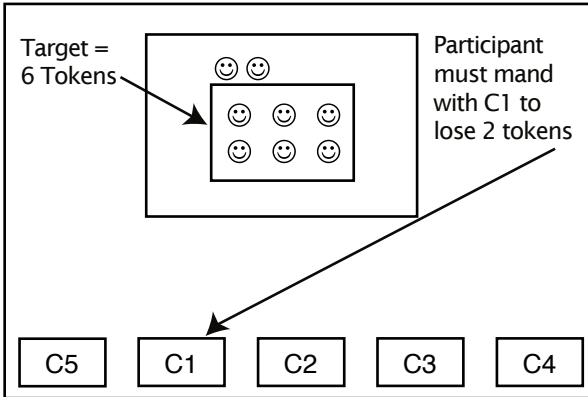 Target =
6 Tokens
Participant
must mand
with C1 to
lose 2 tokens
C5 C1 C2 C3 C4